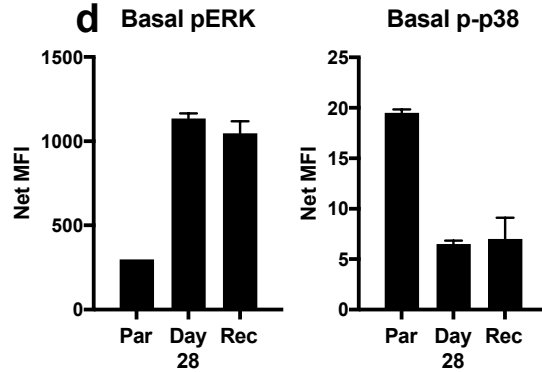 d
Basal pERK
Net MFI
1500
1000
500
0
Par Day 28 Rec
Basal p-p38
Net MFI
25
20
15
10
5
0
Par Day 28 Rec